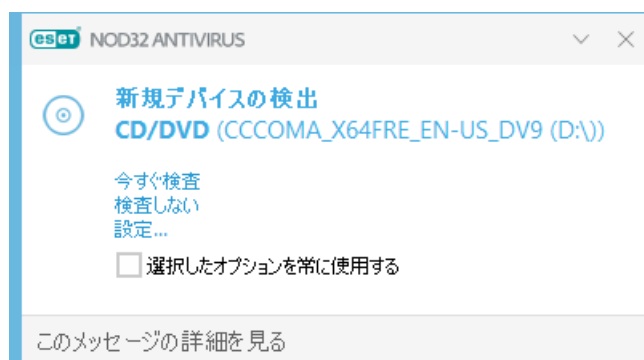 eset NOD32 ANTIVIRUS
新規デバイスの検出
CD/DVD (CCCOMA_X64FRE_EN-US_DV9 (D:\))
今すぐ検査
検査しない
設定...
選択したオプションを常に使用する
このメッセージの詳細を見る